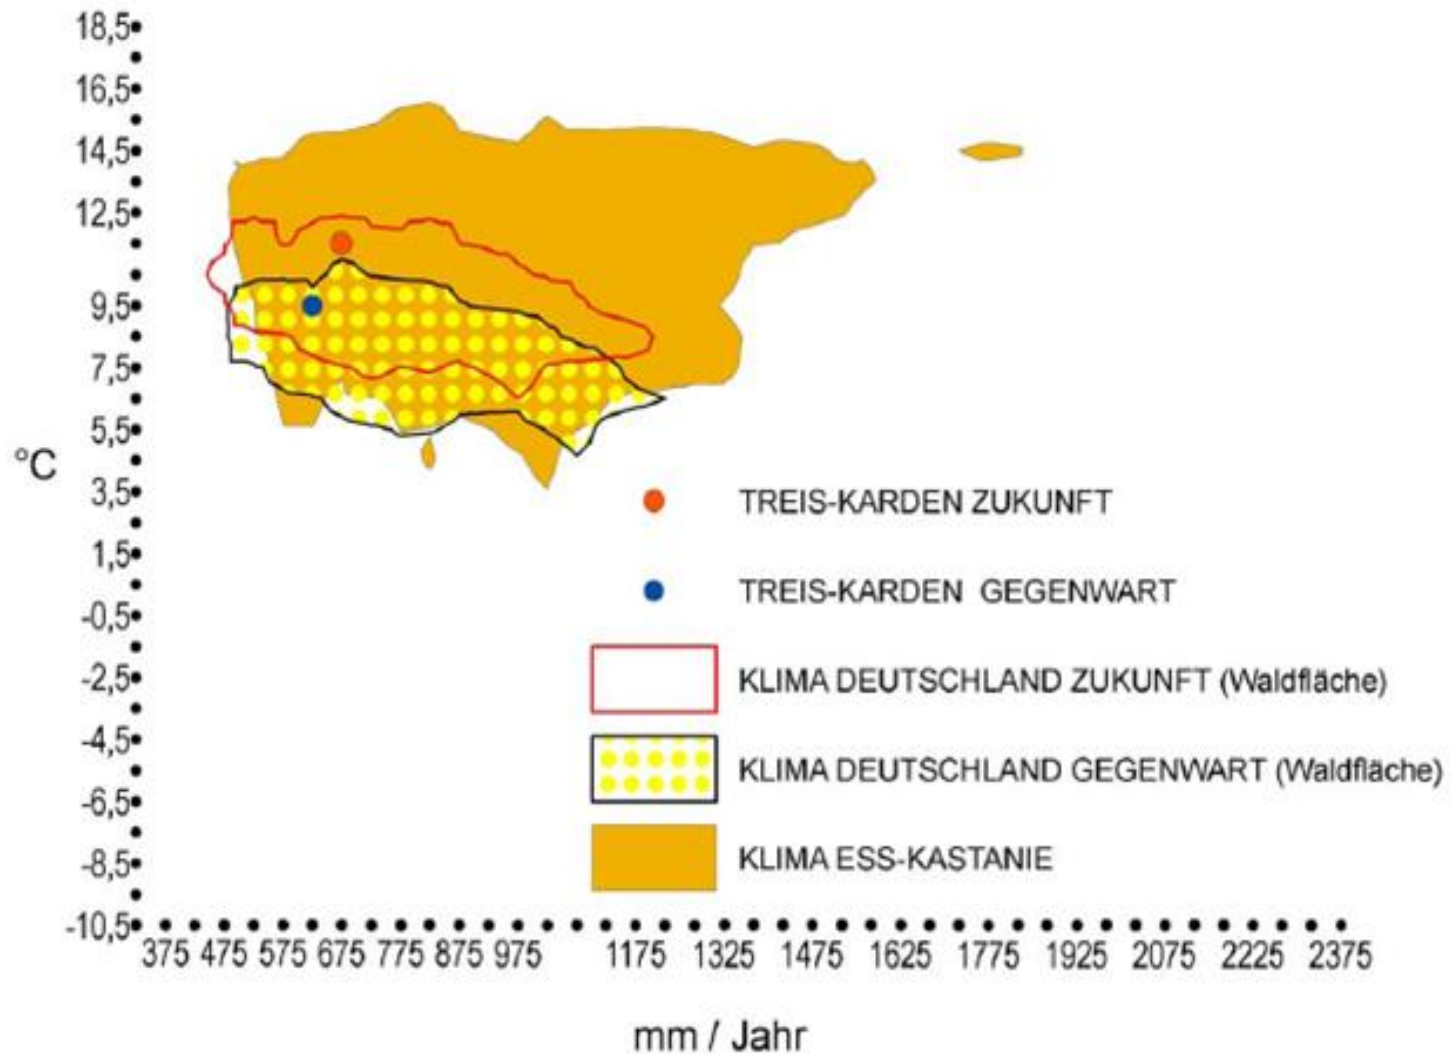 18,5
16,5
14,5
12,5
9,5
7,5
5,5
°C
3,5
1,5
-0,5
-2,5
-4,5
-6,5
-8,5
-10,5
TREIS-KARDEN ZUKUNFT
TREIS-KARDEN GEGENWART
KLIMA DEUTSCHLAND ZUKUNFT (Waldfläche)
KLIMA DEUTSCHLAND GEGENWART (Waldfläche)
KLIMA ESS-KASTANIE
375 475 575 675 775 875 975 1175 1325 1475 1625 1775 1925 2075 2225 2375
mm / Jahr